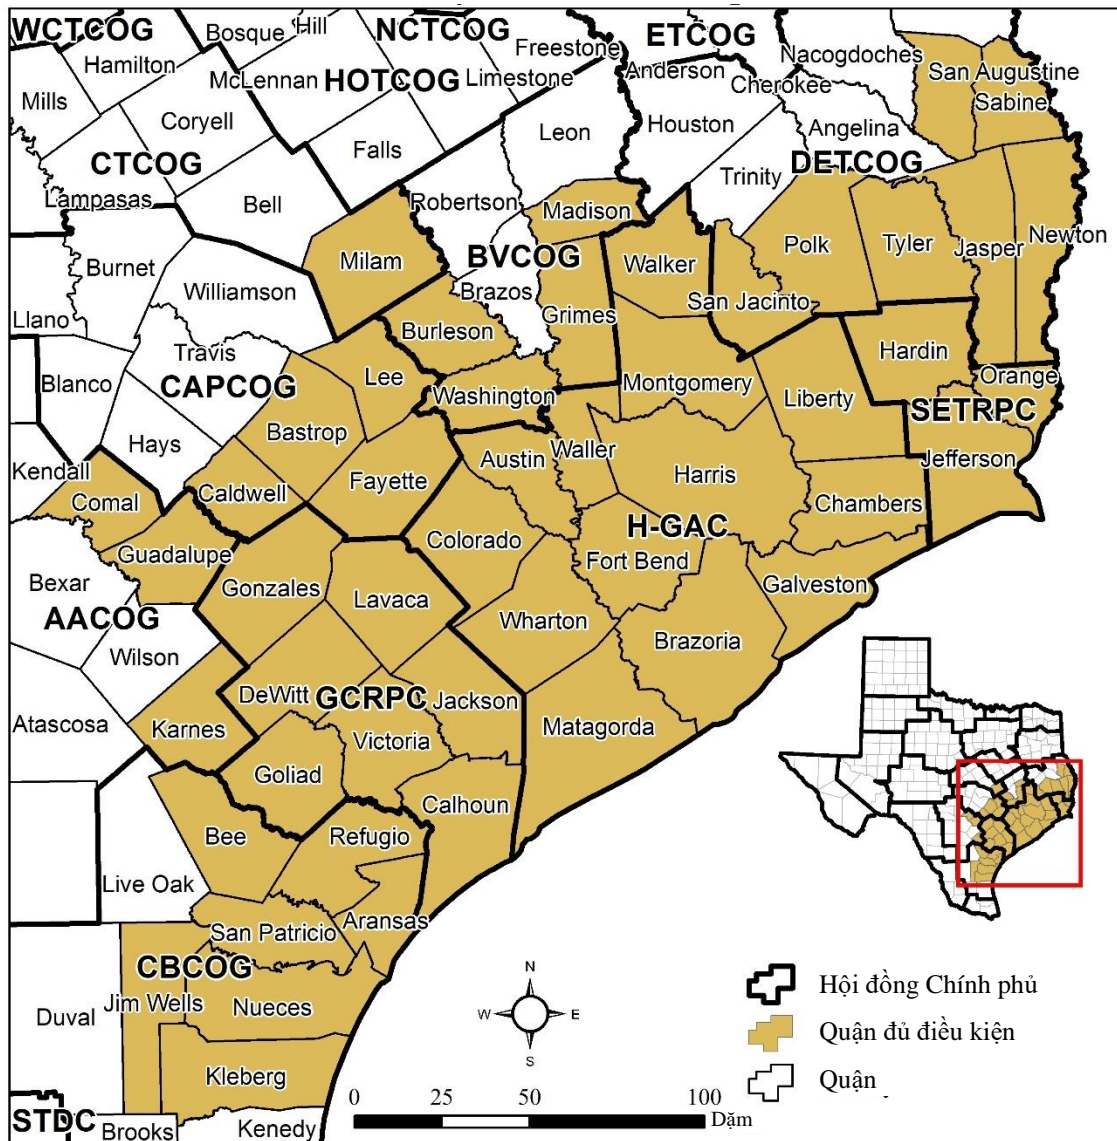 WCTCOG
Bosque
Hill
NCTCOG
Freestone
ETCOG
Nacogdoches
Hamilton
McLennan
HOTCOG
Limestone
Anderson
Cherokee
San Augustine
Sabine
Mills
Coryell
Leon
Houston
Angelina
CTCOG
Falls
DETCOG
Lampasas
Bell
Robertson
Madison
Trinity
Burnet
Milam
BVCOG
Walker
Polk
Tyler
Jasper
Newton
Williamson
Brazos
Grimes
San Jacinto
Llano
Burleson
Travis
Lee
Hardin
Blanco
CAPCOG
Washington
Montgomery
Liberty
Orange
SETRPC
Hays
Bastrop
Austin
Waller
Jefferson
Kendall
Comal
Caldwell
Fayette
Harris
Chambers
H-GAC
Guadalupe
Colorado
Fort Bend
Bexar
Gonzales
Lavaca
Galveston
AACOG
Wharton
Brazoria
Wilson
DeWitt
GCRPC
Jackson
Atascosa
Karnes
Victoria
Matagorda
Goliad
Calhoun
Bee
Refugio
Live Oak
Aransas
San Patricio
CBCOG
Jim Wells
Nueces
Duval
Kleberg
STDC
Brooks
Kenedy
N
W
E
S
0 25 50 100
Dặm
Hội đồng Chính phủ
Quận đủ điều kiện
Quận